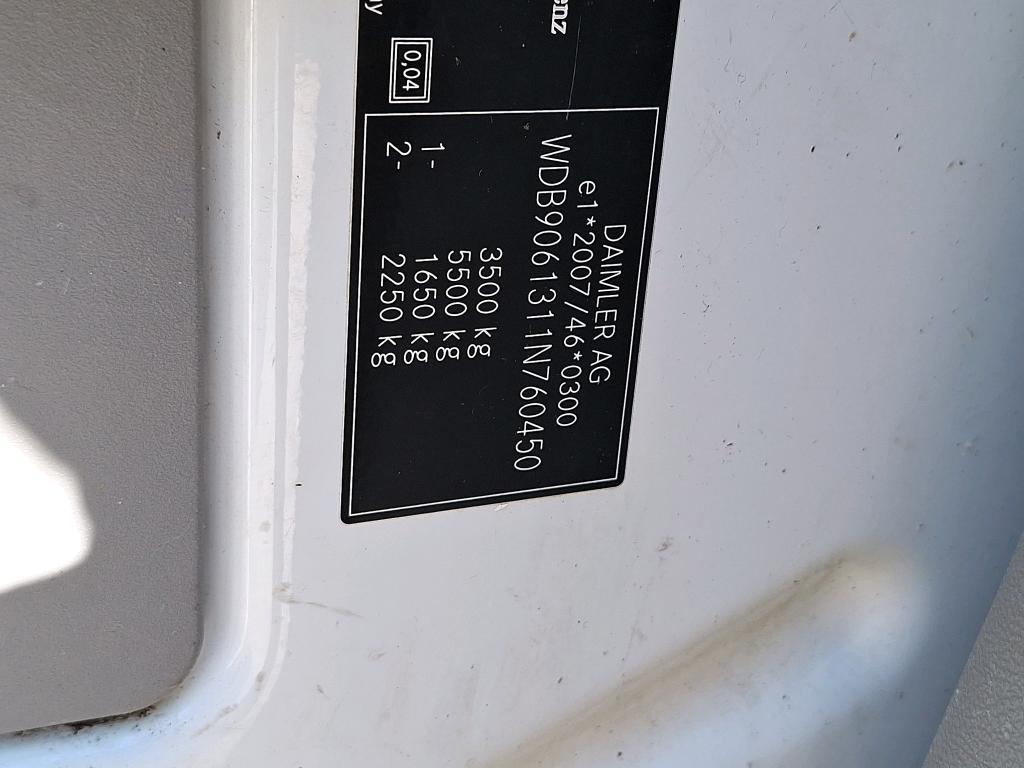 enz
y
0,04
DAIMLER AG
e1*2007/46*0300
WDB9061311N760450
3500 kg
5500 kg
1- 1650 kg
2- 2250 kg